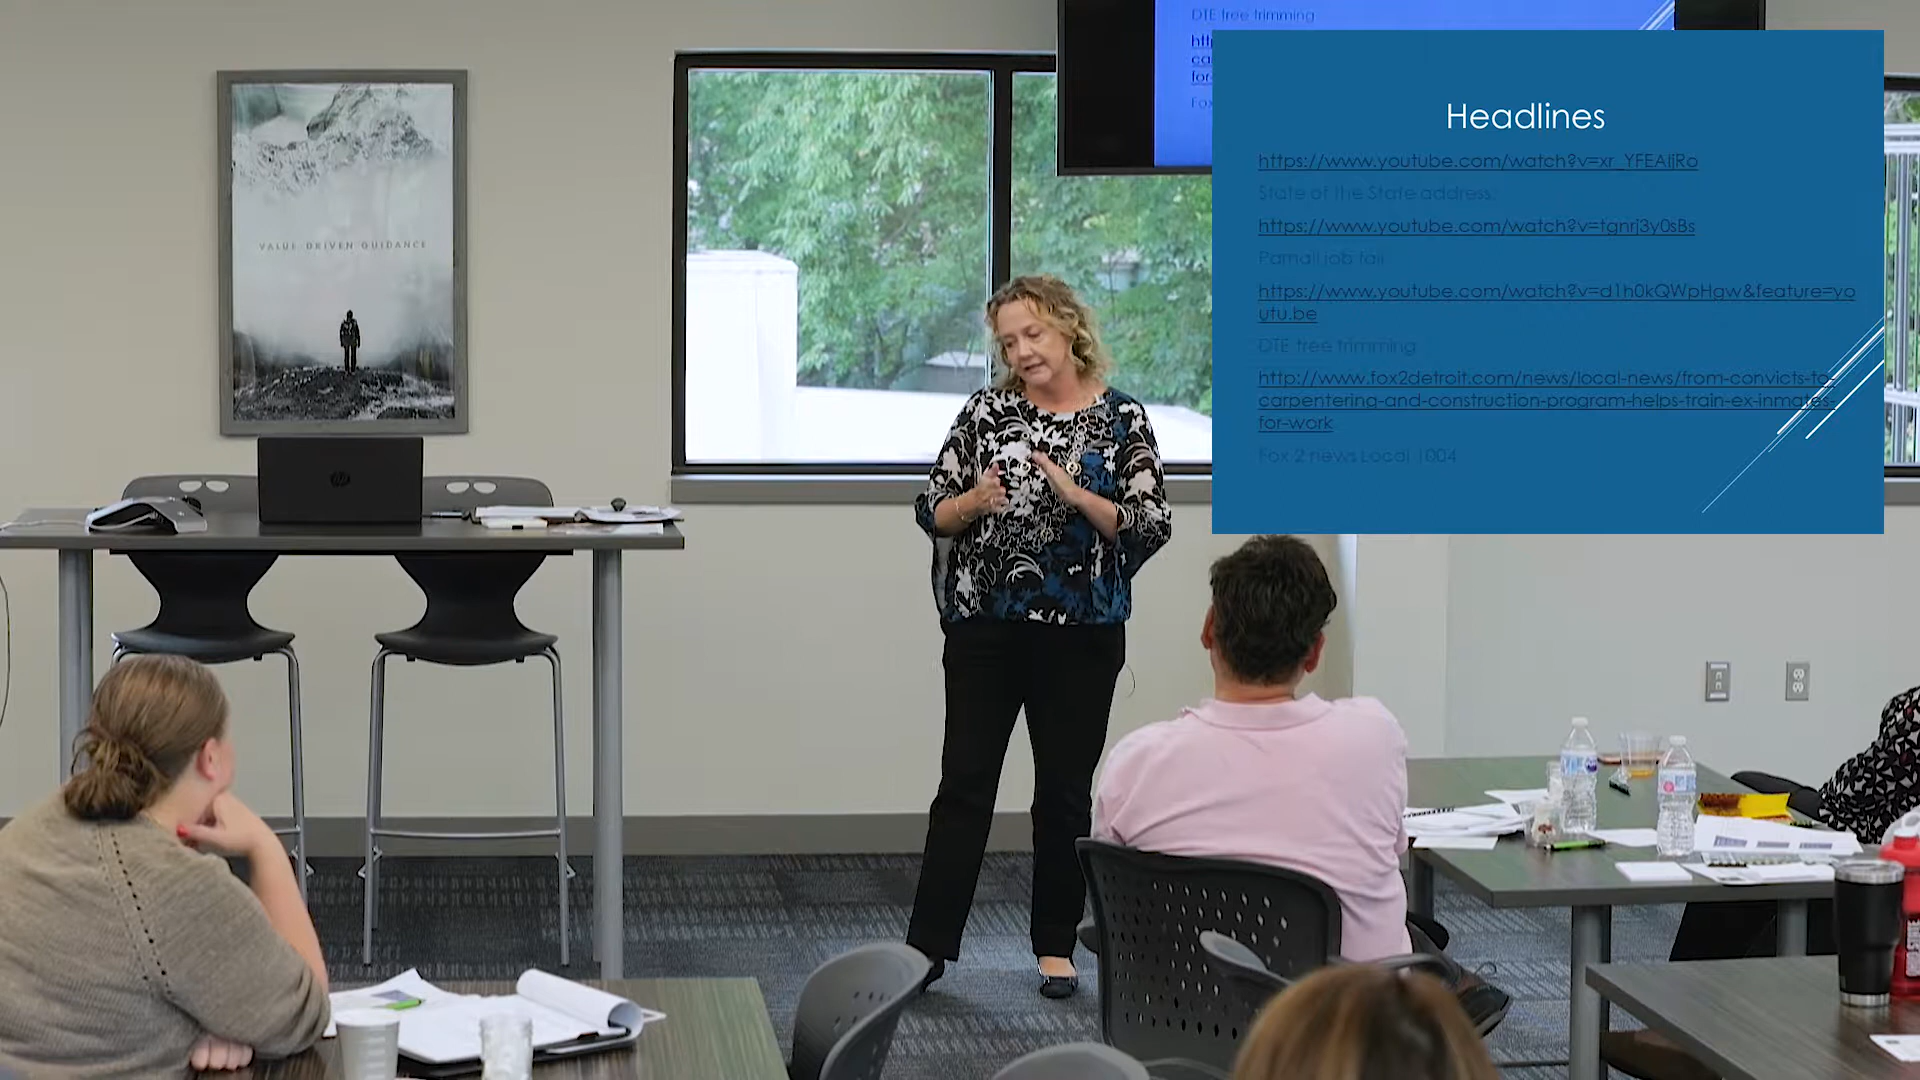 VALUE DRIVEN GUIDANCE
DTE tree trimming
Headlines
https://www.youtube.com/watch?v=xr_YFEAIjRo
State of the State address
https://www.youtube.com/watch?v=tgnrj3y0sBs
Parnall job fair
https://www.youtube.com/watch?v=d1h0kQWpHgw&feature=yo
utu.be
DTE tree trimming
http://www.fox2detroit.com/news/local-news/from-convicts-to-
carpentering-and-construction-program-helps-train-ex-inmates-
for-work
Fox 2 news Local 1004